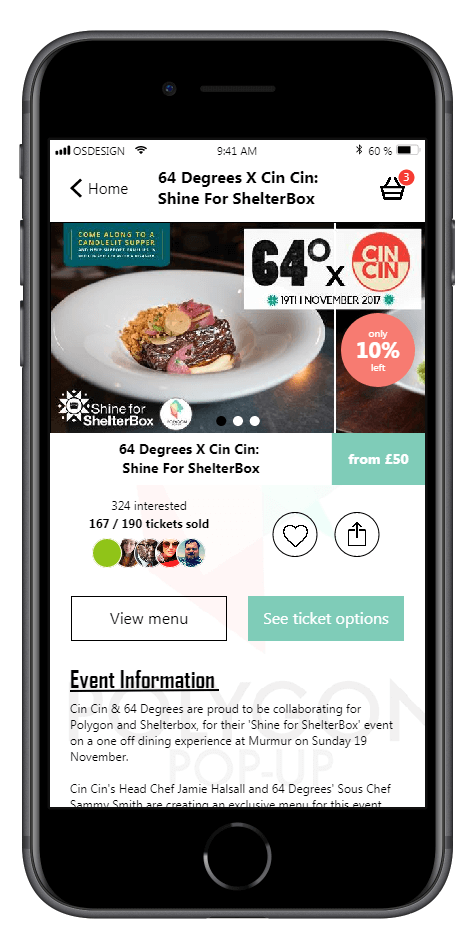 OSDESIGN
9:41 AM
60 %
Home
64 Degrees X Cin Cin:
Shine For ShelterBox
3
COME ALONG TO A
CANDLELIT SUPPER
AND HELP SUPPORT FAMILIES, A
64° X CIN
CIN
19TH NOVEMBER 2017
only
10%
left
Shine for
ShelterBox
POLYGON
64 Degrees X Cin Cin:
Shine For ShelterBox
from £50
324 interested
167 / 190 tickets sold
View menu
See ticket options
Event Information
Cin Cin & 64 Degrees are proud to be collaborating for
Polygon and Shelterbox, for their 'Shine for ShelterBox' event
on a one off dining experience at Murmur on Sunday 19
November.
Cin Cin's Head Chef Jamie Halsall and 64 Degrees' Sous Chef
Sammy Smith are creating an exclusive menu for this event
POLYGON
POP-UP